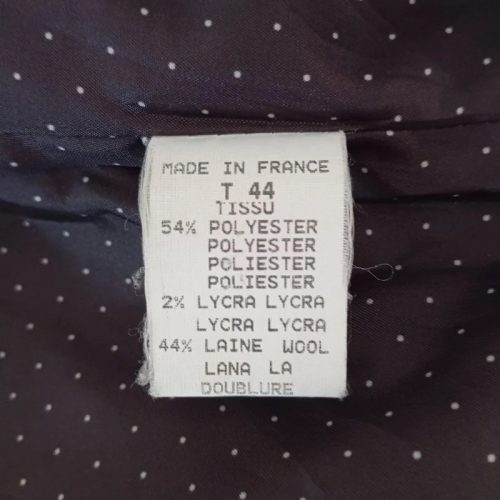 MADE IN FRANCE
T 44
TISSU
54% POLYESTER
POLYESTER
POLIESTER
POLIESTER
2% LYCRA LYCRA
LYCRA LYCRA
44% LAINE WOOL
LANA LA
DOUBLURE